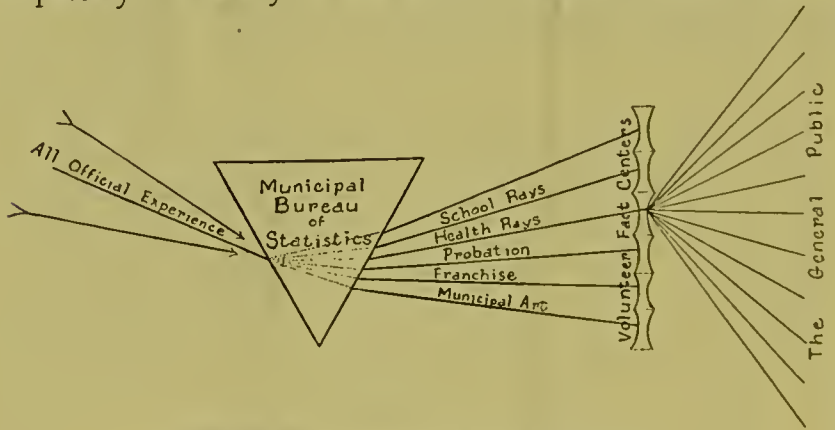 All Official Experience
Municipal
Bureau
of
Statistics
School Rays
Health Rays
Probation
Franchise
Municipal Art
Volunteer Fact Centers
The General Public